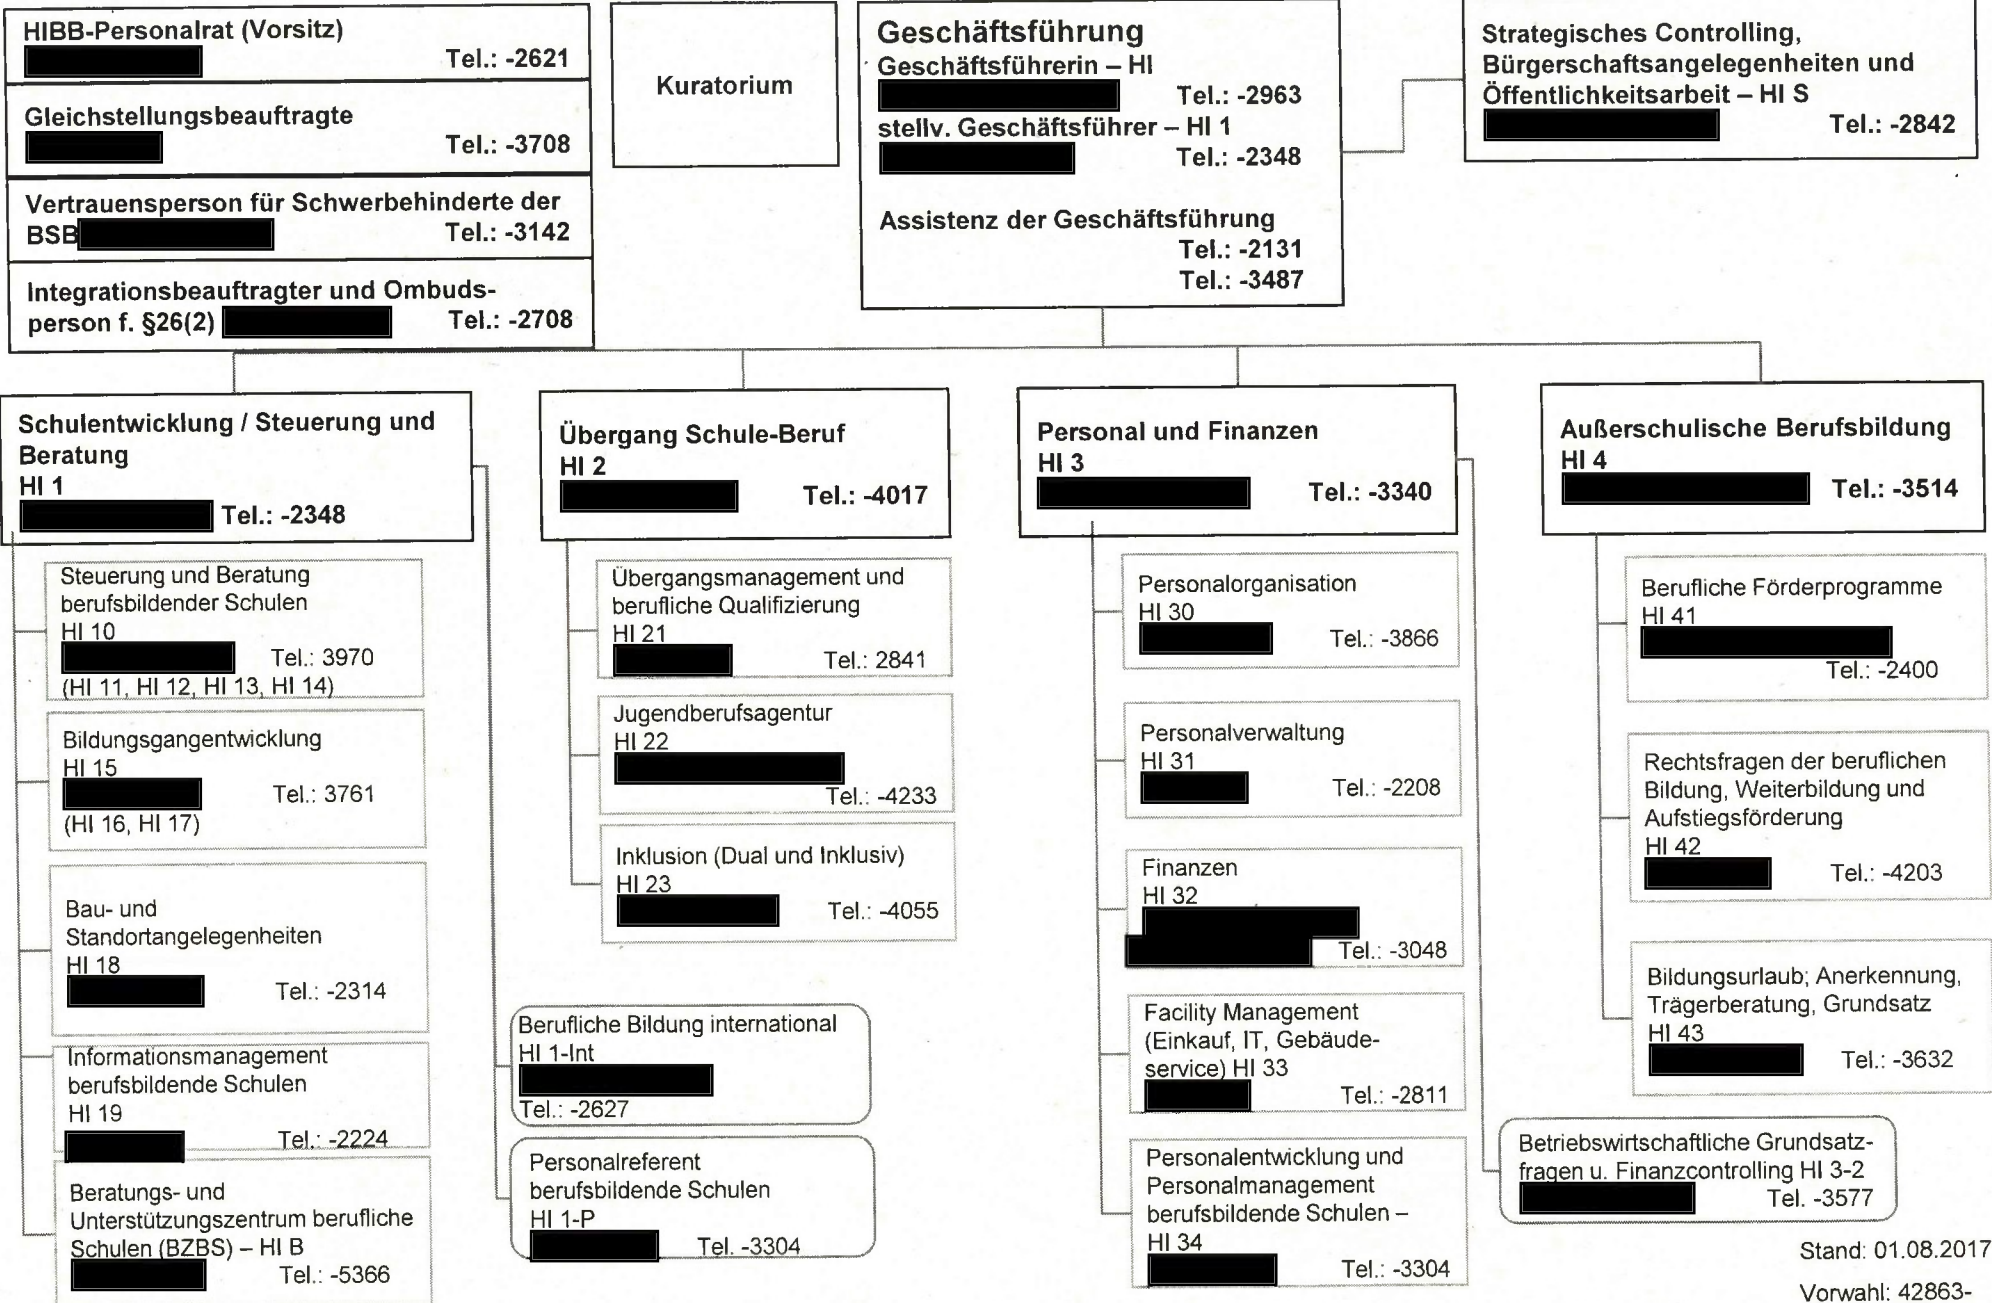 HIBB-Personalrat (Vorsitz)
Tel.: -2621
Gleichstellungsbeauftragte
Tel.: -3708
Vertrauensperson für Schwerbehinderte der
BSB Tel.: -3142
Integrationsbeauftragter und Ombuds-
person f. §26(2) Tel.: -2708
Kuratorium
Geschäftsführung
Geschäftsführerin – HI
Tel.: -2963
stellv. Geschäftsführer – HI 1
Tel.: -2348
Assistenz der Geschäftsführung
Tel.: -2131
Tel.: -3487
Strategisches Controlling,
Bürgerschaftsangelegenheiten und
Öffentlichkeitsarbeit – HI S
Tel.: -2842
Schulentwicklung / Steuerung und
Beratung
HI 1
Tel.: -2348
Steuerung und Beratung
berufsbildender Schulen
HI 10
Tel.: 3970
(HI 11, HI 12, HI 13, HI 14)
Bildungsgangentwicklung
HI 15
Tel.: 3761
(HI 16, HI 17)
Bau- und
Standortangelegenheiten
HI 18
Tel.: -2314
Informationsmanagement
berufsbildende Schulen
HI 19
Tel.: -2224
Beratungs- und
Unterstützungszentrum berufliche
Schulen (BZBS) – HI B
Tel.: -5366
Übergang Schule-Beruf
HI 2
Tel.: -4017
Übergangsmanagement und
berufliche Qualifizierung
HI 21
Tel.: 2841
Jugendberufsagentur
HI 22
Tel.: -4233
Inklusion (Dual und Inklusiv)
HI 23
Tel.: -4055
Berufliche Bildung international
HI 1-Int
Tel.: -2627
Personalreferent
berufsbildende Schulen
HI 1-P
Tel. -3304
Personal und Finanzen
HI 3
Tel.: -3340
Personalorganisation
HI 30
Tel.: -3866
Personalverwaltung
HI 31
Tel.: -2208
Finanzen
HI 32
Tel.: -3048
Facility Management
(Einkauf, IT, Gebäude-
service) HI 33
Tel.: -2811
Personalentwicklung und
Personalmanagement
berufsbildende Schulen –
HI 34
Tel.: -3304
Außerschulische Berufsbildung
HI 4
Tel.: -3514
Berufliche Förderprogramme
HI 41
Tel.: -2400
Rechtsfragen der beruflichen
Bildung, Weiterbildung und
Aufstiegsförderung
HI 42
Tel.: -4203
Bildungsurlaub; Anerkennung,
Trägerberatung, Grundsatz
HI 43
Tel.: -3632
Betriebswirtschaftliche Grundsatz-
fragen u. Finanzcontrolling HI 3-2
Tel. -3577
Stand: 01.08.2017
Vorwahl: 42863-